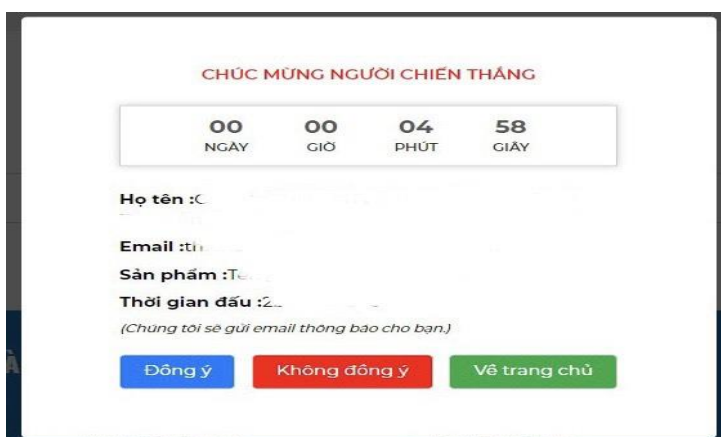 CHÚC MỪNG NGƯỜI CHIẾN THẮNG
00 00 04 58
NGÀY GIỜ PHÚT GIÂY
Họ tên :
Email :
Sản phẩm :
Thời gian đấu :
(Chúng tôi sẽ gửi email thông báo cho bạn.)
Đồng ý Không đồng ý Về trang chủ